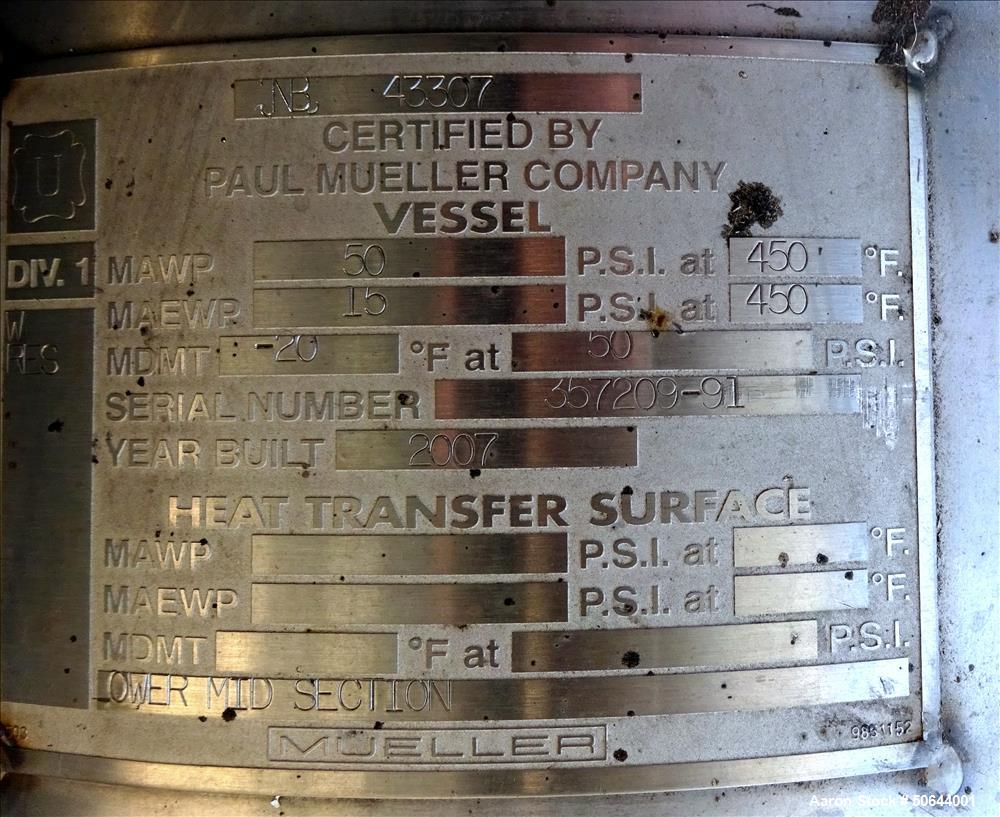 NB 43307
CERTIFIED BY
PAUL MUELLER COMPANY
VESSEL
U
DIV. 1
W
RES
MAWP 50 P.S.I. at 450 °F.
MAEWP 15 P.S.I. at 450 °F.
MDMT -20 °F at 50 P.S.I.
SERIAL NUMBER 357209-91
YEAR BUILT 2007
HEAT TRANSFER SURFACE
MAWP P.S.I. at °F.
MAEWP P.S.I. at °F.
MDMT °F at P.S.I.
LOWER MID SECTION
MUELLER
9831152
Aaron Stock # 50644001